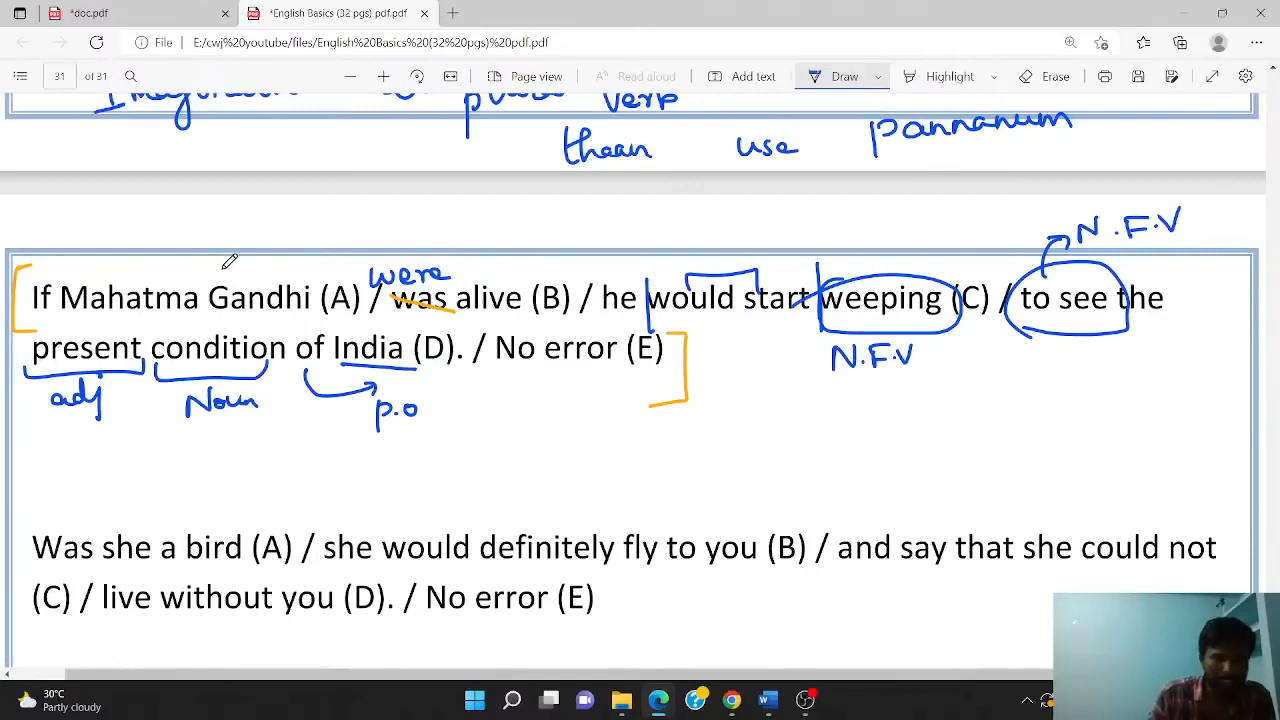 *doc.pdf
*English Basics (32 pgs) pdf.pdf
File
E:/cwj%20youtube/files/English%20Basics%20(32%20pgs)%20pdf.pdf
31 of 31
Page view
Read aloud
Add text
Draw
Highlight
Erase
verb
thaan use pannanum
N.F.V
were
If Mahatma Gandhi (A) / was alive (B) / he would start weeping (C) / to see the
present condition of India (D). / No error (E)
N.F.V
adj Noun p.o
Was she a bird (A) / she would definitely fly to you (B) / and say that she could not
(C) / live without you (D). / No error (E)
30°C
Partly cloudy